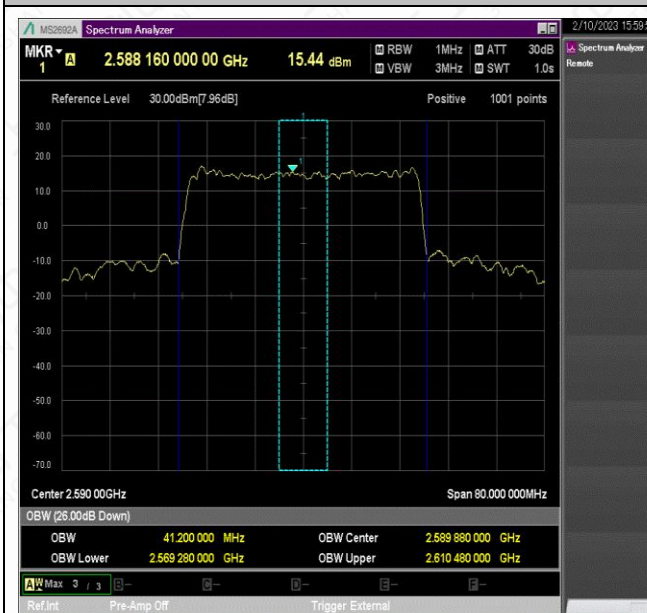 MS2692A Spectrum Analyzer 2/10/2023 15:59:5
MKR 1 A 2.588 160 000 00 GHz 15.44 dBm M RBW 1MHz M ATT 30dB
M VBW 3MHz M SWT 1.0s
Spectrum Analyzer
Remote
Reference Level 30.00dBm[7.96dB] Positive 1001 points
1
30.0
20.0
1
10.0
0.0
-10.0
-20.0
-30.0
-40.0
-50.0
-60.0
-70.0
Center 2.590 00GHz Span 80.000 000MHz
OBW (26.00dB Down)
OBW 41.200 000 MHz OBW Center 2.589 880 000 GHz
OBW Lower 2.569 280 000 GHz OBW Upper 2.610 480 000 GHz
A W Max 3 / 3 B- C- D- E- F-
Ref.Int Pre-Amp Off Trigger External